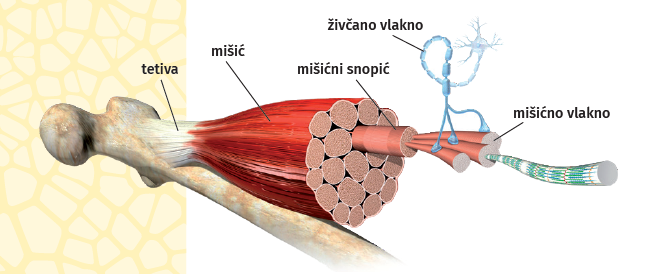 živčano vlakno
mišić
tetiva
mišićni snopić
mišićno vlakno